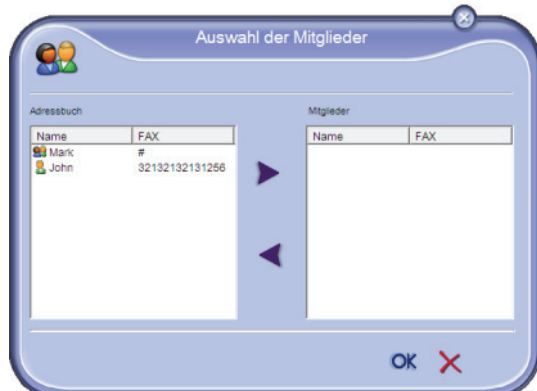 Auswahl der Mitglieder
Adressbuch
Mitglieder
Name FAX
Name FAX
Mark #
John 32132132131256
OK